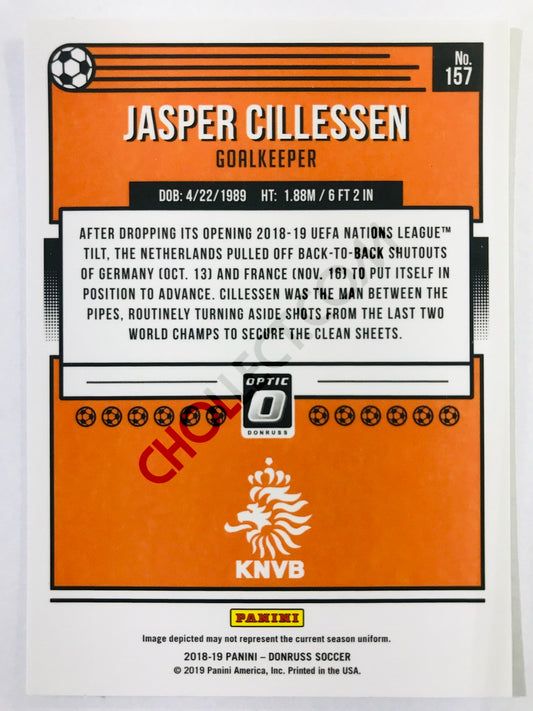 No.
157
JASPER CILLESSEN
GOALKEEPER
DOB: 4/22/1989 HT: 1.88M / 6 FT 2 IN
AFTER DROPPING ITS OPENING 2018-19 UEFA NATIONS LEAGUE™
TILT, THE NETHERLANDS PULLED OFF BACK-TO-BACK SHUTOUTS
OF GERMANY (OCT. 13) AND FRANCE (NOV. 16) TO PUT ITSELF IN
POSITION TO ADVANCE. CILLESSEN WAS THE MAN BETWEEN THE
PIPES, ROUTINELY TURNING ASIDE SHOTS FROM THE LAST TWO
WORLD CHAMPS TO SECURE THE CLEAN SHEETS.
OPTIC
DONRUSS
CHOLLECT.COM
KNVB
PANINI
Image depicted may not represent the current season uniform.
2018-19 PANINI – DONRUSS SOCCER
© 2019 Panini America, Inc. Printed in the USA.